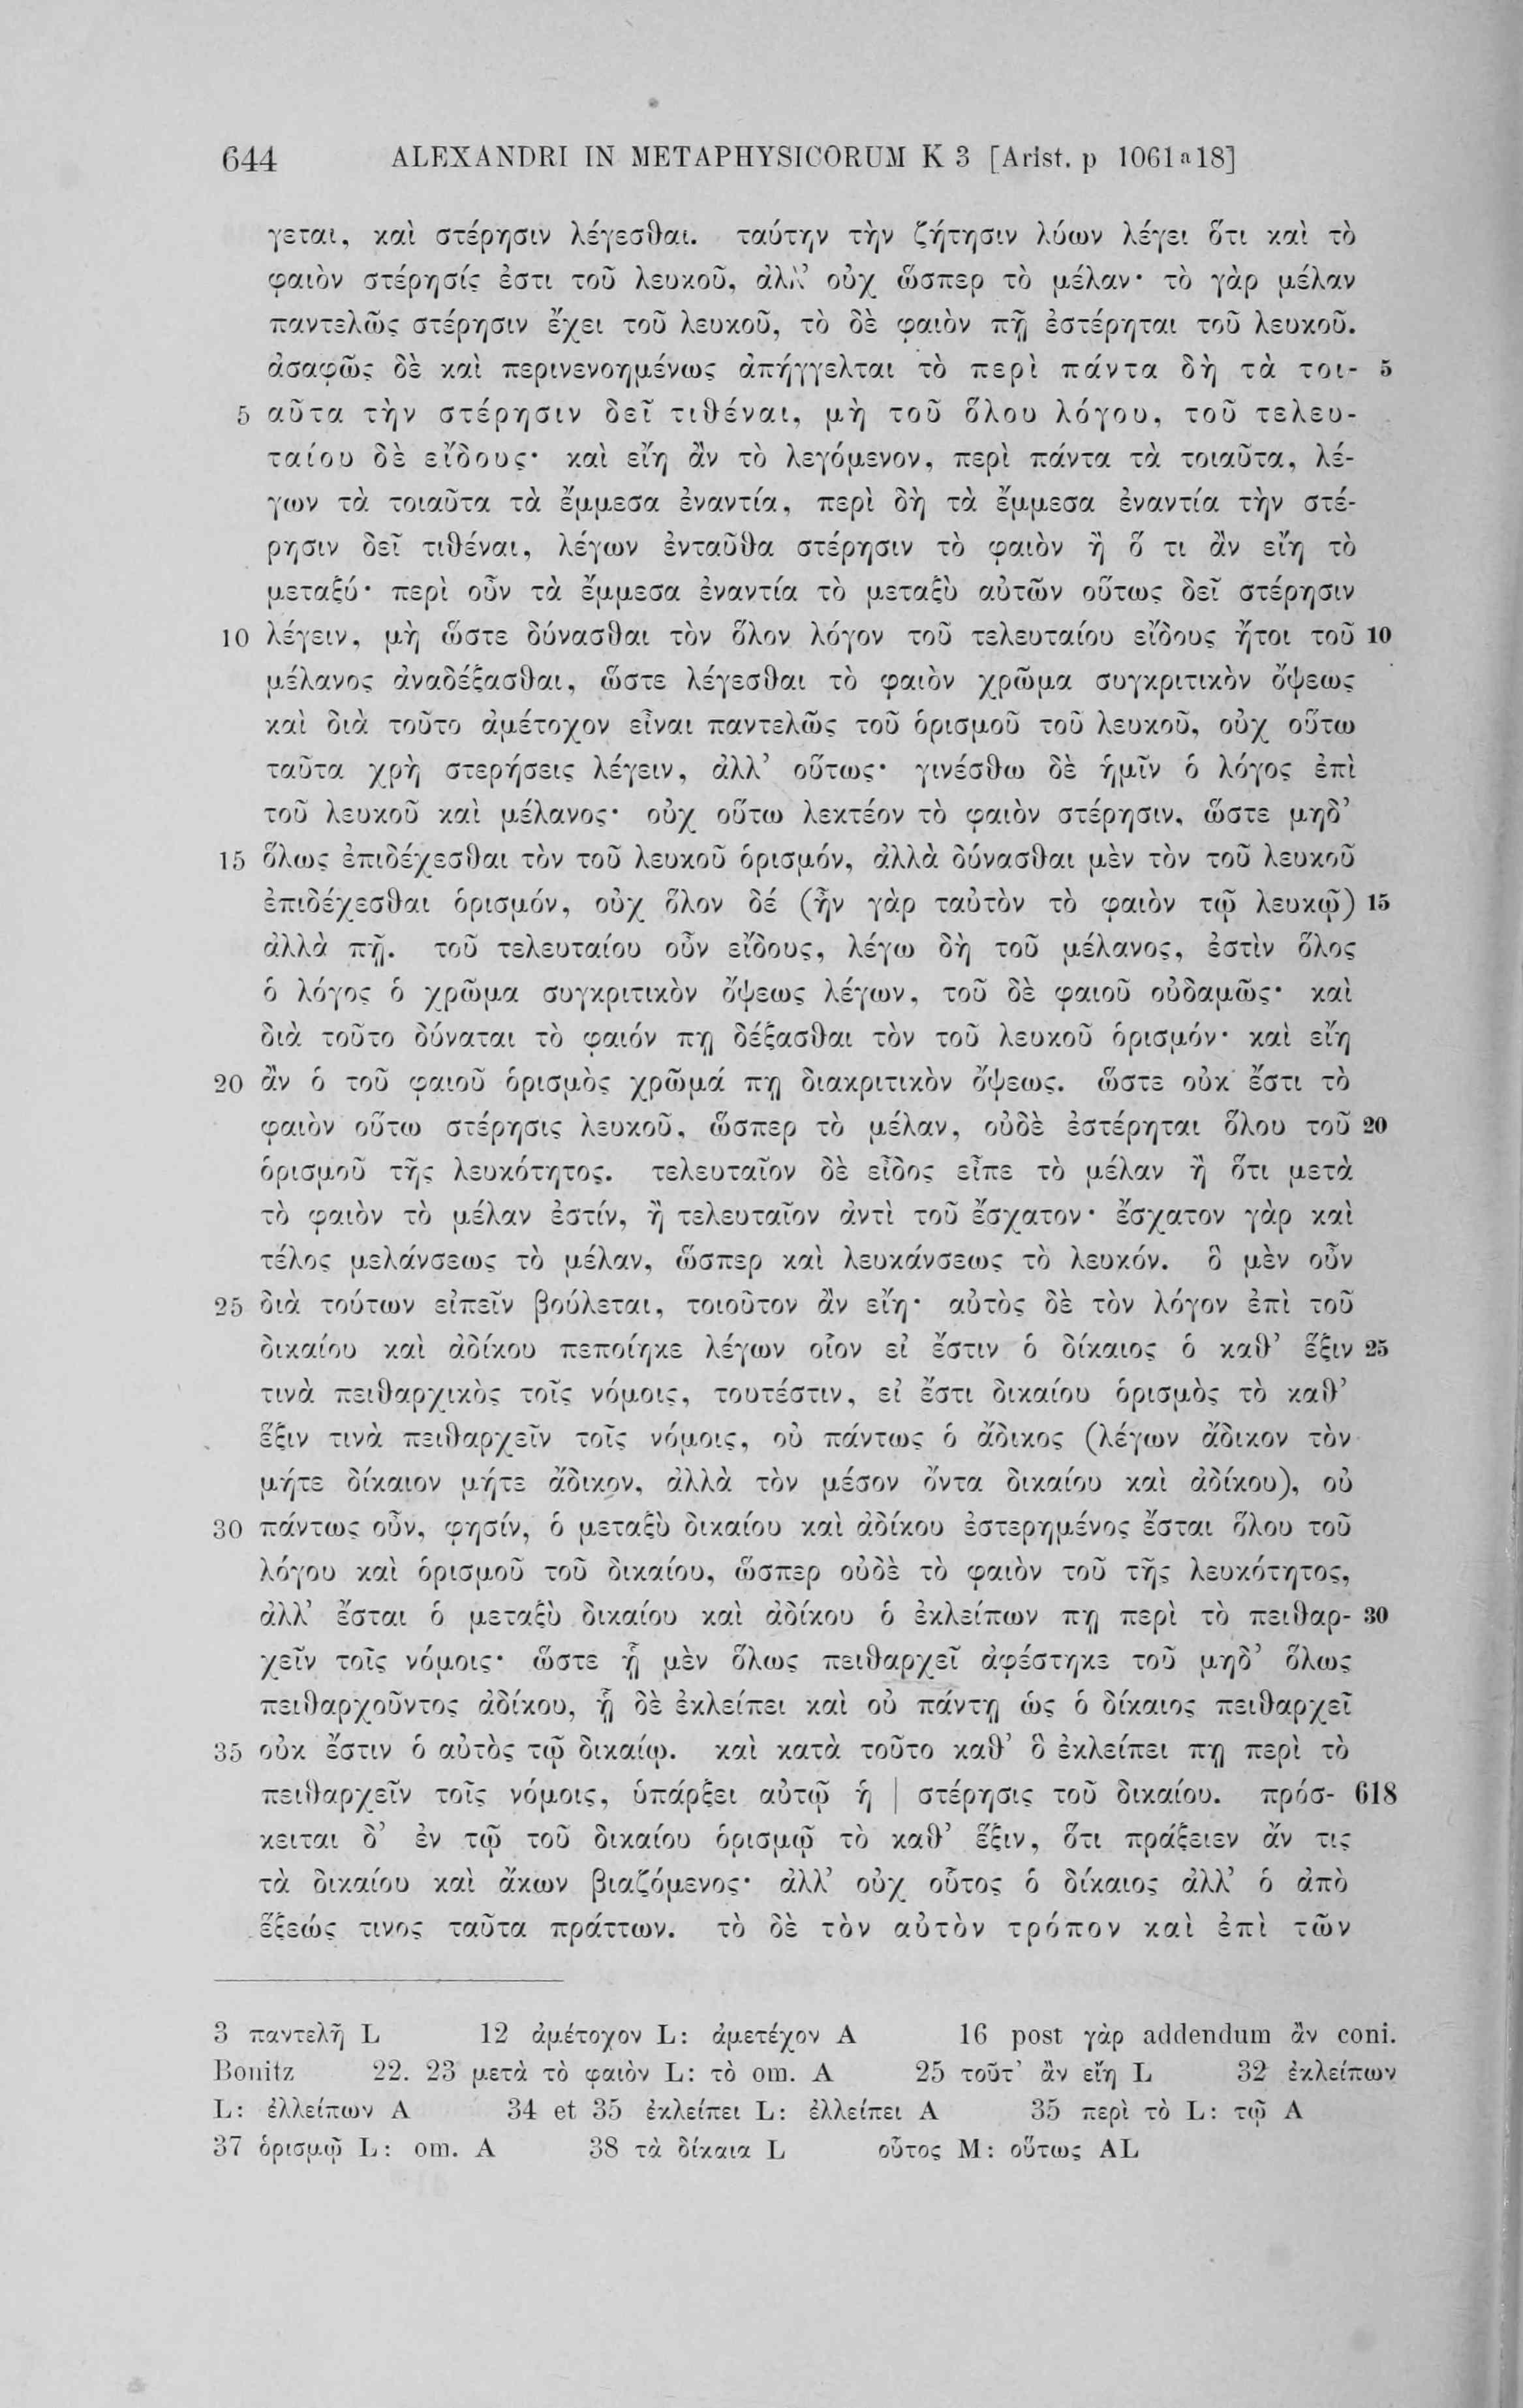 644 ALEXANDRI IN METAPHYSICORUM K 3 [Arist. p 1061ᵃ18]
γεται, καὶ στέρησιν λέγεσθαι. ταύτην τὴν ζήτησιν λύων λέγει ὅτι καὶ τὸ
φαιὸν στέρησίς ἐστι τοῦ λευκοῦ, ἀλλ’ οὐχ ὥσπερ τὸ μέλαν· τὸ γὰρ μέλαν
παντελῶς στέρησιν ἔχει τοῦ λευκοῦ, τὸ δὲ φαιὸν πῇ ἐστέρηται τοῦ λευκοῦ.
ἀσαφῶς δὲ καὶ περινενοημένως ἀπήγγελται τὸ περὶ πάντα δὴ τὰ τοι- 5
5 αῦτα τὴν στέρησιν δεῖ τιθέναι, μὴ τοῦ ὅλου λόγου, τοῦ τελευ-
ταίου δὲ εἴδους· καὶ εἴη ἂν τὸ λεγόμενον, περὶ πάντα τὰ τοιαῦτα, λέ-
γων τὰ τοιαῦτα τὰ ἔμμεσα ἐναντία, περὶ δὴ τὰ ἔμμεσα ἐναντία τὴν στέ-
ρησιν δεῖ τιθέναι, λέγων ἐνταῦθα στέρησιν τὸ φαιὸν ἢ ὅ τι ἂν εἴη τὸ
μεταξύ· περὶ οὖν τὰ ἔμμεσα ἐναντία τὸ μεταξὺ αὐτῶν οὕτως δεῖ στέρησιν
10 λέγειν, μὴ ὥστε δύνασθαι τὸν ὅλον λόγον τοῦ τελευταίου εἴδους ἤτοι τοῦ 10
μέλανος ἀναδέξασθαι, ὥστε λέγεσθαι τὸ φαιὸν χρῶμα συγκριτικὸν ὄψεως
καὶ διὰ τοῦτο ἀμέτοχον εἶναι παντελῶς τοῦ ὁρισμοῦ τοῦ λευκοῦ, οὐχ οὕτω
ταῦτα χρὴ στερήσεις λέγειν, ἀλλ’ οὕτως· γινέσθω δὲ ἡμῖν ὁ λόγος ἐπὶ
τοῦ λευκοῦ καὶ μέλανος· οὐχ οὕτω λεκτέον τὸ φαιὸν στέρησιν, ὥστε μηδ’
15 ὅλως ἐπιδέχεσθαι τὸν τοῦ λευκοῦ ὁρισμόν, ἀλλὰ δύνασθαι μὲν τὸν τοῦ λευκοῦ
ἐπιδέχεσθαι ὁρισμόν, οὐχ ὅλον δέ (ἦν γὰρ ταὐτὸν τὸ φαιὸν τῷ λευκῷ) 15
ἀλλὰ πῇ. τοῦ τελευταίου οὖν εἴδους, λέγω δὴ τοῦ μέλανος, ἐστὶν ὅλος
ὁ λόγος ὁ χρῶμα συγκριτικὸν ὄψεως λέγων, τοῦ δὲ φαιοῦ οὐδαμῶς· καὶ
διὰ τοῦτο δύναται τὸ φαιόν πῃ δέξασθαι τὸν τοῦ λευκοῦ ὁρισμόν· καὶ εἴη
20 ἂν ὁ τοῦ φαιοῦ ὁρισμὸς χρῶμά πῃ διακριτικὸν ὄψεως. ὥστε οὐκ ἔστι τὸ
φαιὸν οὕτω στέρησις λευκοῦ, ὥσπερ τὸ μέλαν, οὐδὲ ἐστέρηται ὅλου τοῦ 20
ὁρισμοῦ τῆς λευκότητος. τελευταῖον δὲ εἶδος εἶπε τὸ μέλαν ἢ ὅτι μετὰ
τὸ φαιὸν τὸ μέλαν ἐστίν, ἢ τελευταῖον ἀντὶ τοῦ ἔσχατον· ἔσχατον γὰρ καὶ
τέλος μελάνσεως τὸ μέλαν, ὥσπερ καὶ λευκάνσεως τὸ λευκόν. ὃ μὲν οὖν
25 διὰ τούτων εἰπεῖν βούλεται, τοιοῦτον ἂν εἴη· αὐτὸς δὲ τὸν λόγον ἐπὶ τοῦ
δικαίου καὶ ἀδίκου πεποίηκε λέγων οἷον εἰ ἔστιν ὁ δίκαιος ὁ καθ’ ἕξιν 25
τινὰ πειθαρχικὸς τοῖς νόμοις, τουτέστιν, εἰ ἔστι δικαίου ὁρισμὸς τὸ καθ’
ἕξιν τινὰ πειθαρχεῖν τοῖς νόμοις, οὐ πάντως ὁ ἄδικος (λέγων ἄδικον τὸν
μήτε δίκαιον μήτε ἄδικον, ἀλλὰ τὸν μέσον ὄντα δικαίου καὶ ἀδίκου), οὐ
30 πάντως οὖν, φησίν, ὁ μεταξὺ δικαίου καὶ ἀδίκου ἐστερημένος ἔσται ὅλου τοῦ
λόγου καὶ ὁρισμοῦ τοῦ δικαίου, ὥσπερ οὐδὲ τὸ φαιὸν τοῦ τῆς λευκότητος,
ἀλλ’ ἔσται ὁ μεταξὺ δικαίου καὶ ἀδίκου ὁ ἐκλείπων πῃ περὶ τὸ πειθαρ- 30
χεῖν τοῖς νόμοις· ὥστε ᾗ μὲν ὅλως πειθαρχεῖ ἀφέστηκε τοῦ μηδ’ ὅλως
πειθαρχοῦντος ἀδίκου, ᾗ δὲ ἐκλείπει καὶ οὐ πάντῃ ὡς ὁ δίκαιος πειθαρχεῖ
35 οὐκ ἔστιν ὁ αὐτὸς τῷ δικαίῳ. καὶ κατὰ τοῦτο καθ’ ὃ ἐκλείπει πῃ περὶ τὸ
πειθαρχεῖν τοῖς νόμοις, ὑπάρξει αὐτῷ ἡ | στέρησις τοῦ δικαίου. πρόσ- 618
κειται δ’ ἐν τῷ τοῦ δικαίου ὁρισμῷ τὸ καθ’ ἕξιν, ὅτι πράξειεν ἄν τις
τὰ δικαίου καὶ ἄκων βιαζόμενος· ἀλλ’ οὐχ οὗτος ὁ δίκαιος ἀλλ’ ὁ ἀπὸ
ἕξεώς τινος ταῦτα πράττων. τὸ δὲ τὸν αὐτὸν τρόπον καὶ ἐπὶ τῶν
3 παντελῆ L 12 ἀμέτοχον L: ἀμετέχον A 16 post γὰρ addendum ἂν coni.
Bonitz 22. 23 μετὰ τὸ φαιὸν L: τὸ om. A 25 τοῦτ’ ἂν εἴη L 32 ἐκλείπων
L: ἐλλείπων A 34 et 35 ἐκλείπει L: ἐλλείπει A 35 περὶ τὸ L: τῷ A
37 ὁρισμῷ L: om. A 38 τὰ δίκαια L οὗτος M: οὕτως AL